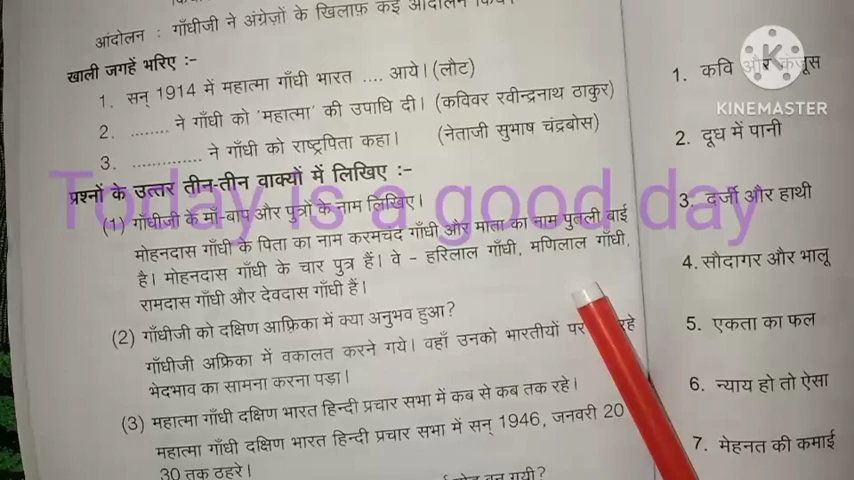 आंदोलन : गाँधीजी ने अंग्रेज़ों के खिलाफ़ कई आंदोलन किये।
खाली जगहें भरिए :-
1. सन् 1914 में महात्मा गाँधी भारत .... आये। (लौट)
2. ........ ने गाँधी को 'महात्मा' की उपाधि दी। (कविवर रवीन्द्रनाथ ठाकुर)
3. .............. ने गाँधी को राष्ट्रपिता कहा। (नेताजी सुभाष चंद्रबोस)
प्रश्नों के उत्तर तीन-तीन वाक्यों में लिखिए :-
Today is a good day
(1) गाँधीजी के माँ-बाप और पुत्रों के नाम लिखिए।
मोहनदास गाँधी के पिता का नाम करमचंद गाँधी और माता का नाम पुतली बाई
है। मोहनदास गाँधी के चार पुत्र हैं। वे - हरिलाल गाँधी, मणिलाल गाँधी,
रामदास गाँधी और देवदास गाँधी हैं।
(2) गाँधीजी को दक्षिण आफ्रिका में क्या अनुभव हुआ?
गाँधीजी अफ्रिका में वकालत करने गये। वहाँ उनको भारतीयों पर रहे
भेदभाव का सामना करना पड़ा।
(3) महात्मा गाँधी दक्षिण भारत हिन्दी प्रचार सभा में कब से कब तक रहे।
महात्मा गाँधी दक्षिण भारत हिन्दी प्रचार सभा में सन् 1946, जनवरी 20
30 तक ठहरे।
बन गयी?
1. कवि और कंजूस
KINEMASTER
2. दूध में पानी
3. दर्जी और हाथी
4. सौदागर और भालू
5. एकता का फल
6. न्याय हो तो ऐसा
7. मेहनत की कमाई